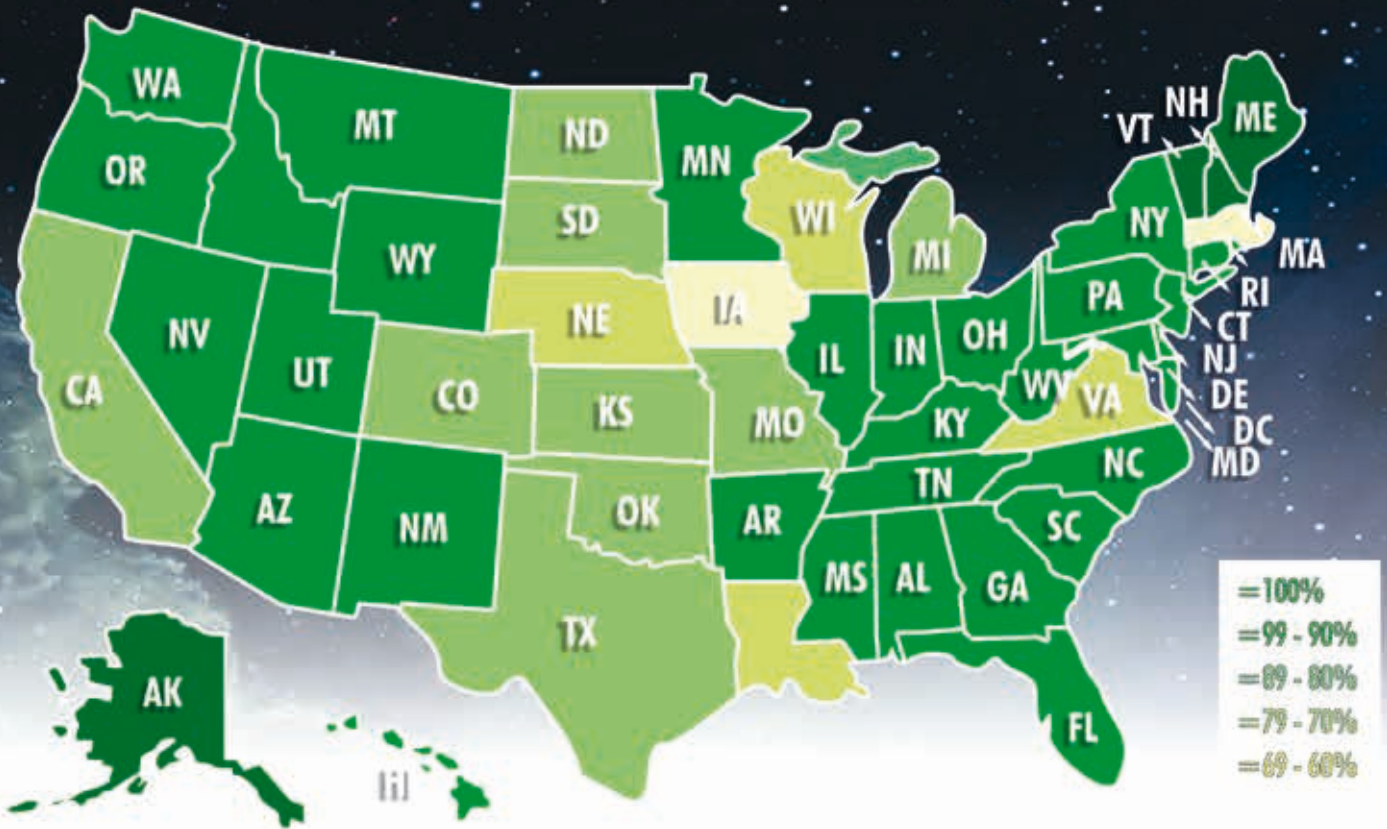 WA
MT
ND
MN
OR
SD
WI
MI
WY
NE
IA
NV
UT
CO
CA
KS
MO
IL
IN
OH
PA
NY
VT
NH
ME
MA
RI
CT
NJ
DE
DC
MD
WV
VA
KY
NC
TN
SC
AZ
NM
OK
AR
MS
AL
GA
TX
FL
AK
=100%
=99 - 90%
=89 - 80%
=79 - 70%
=69 - 60%